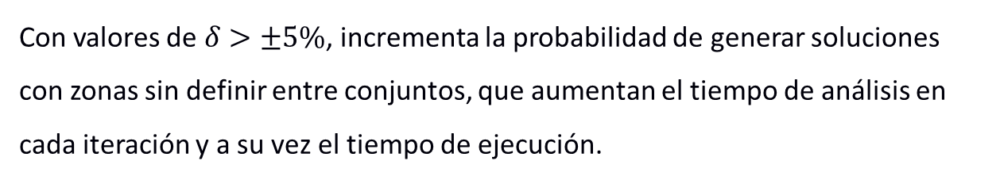 Con valores de 𝛿 > ±5%, incrementa la probabilidad de generar soluciones
con zonas sin definir entre conjuntos, que aumentan el tiempo de análisis en
cada iteración y a su vez el tiempo de ejecución.